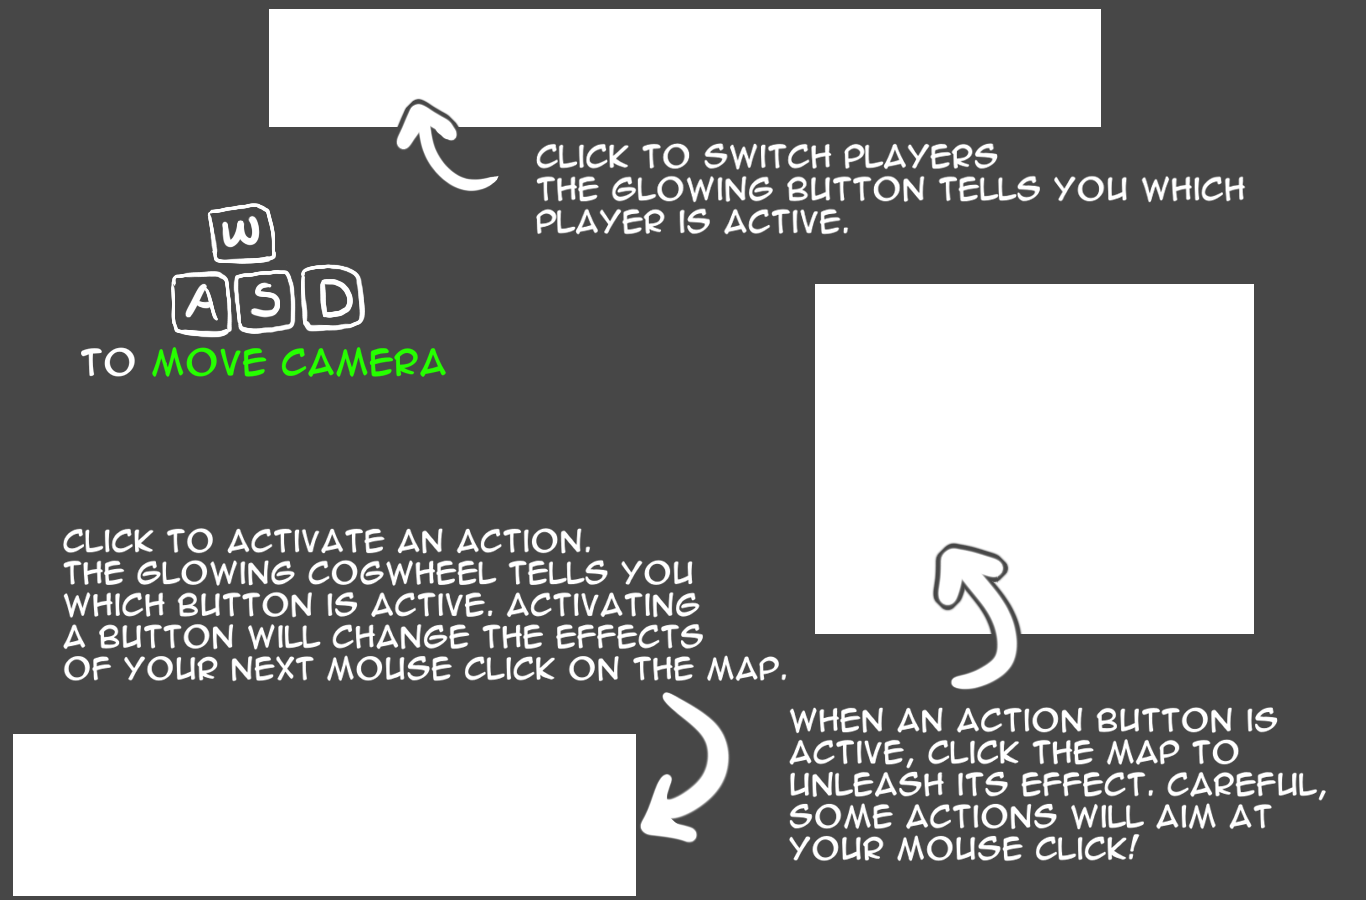 CLICK TO SWITCH PLAYERS
THE GLOWING BUTTON TELLS YOU WHICH
PLAYER IS ACTIVE.
W
A S D
TO MOVE CAMERA
CLICK TO ACTIVATE AN ACTION.
THE GLOWING COGWHEEL TELLS YOU
WHICH BUTTON IS ACTIVE. ACTIVATING
A BUTTON WILL CHANGE THE EFFECTS
OF YOUR NEXT MOUSE CLICK ON THE MAP.
WHEN AN ACTION BUTTON IS
ACTIVE, CLICK THE MAP TO
UNLEASH ITS EFFECT. CAREFUL,
SOME ACTIONS WILL AIM AT
YOUR MOUSE CLICK!